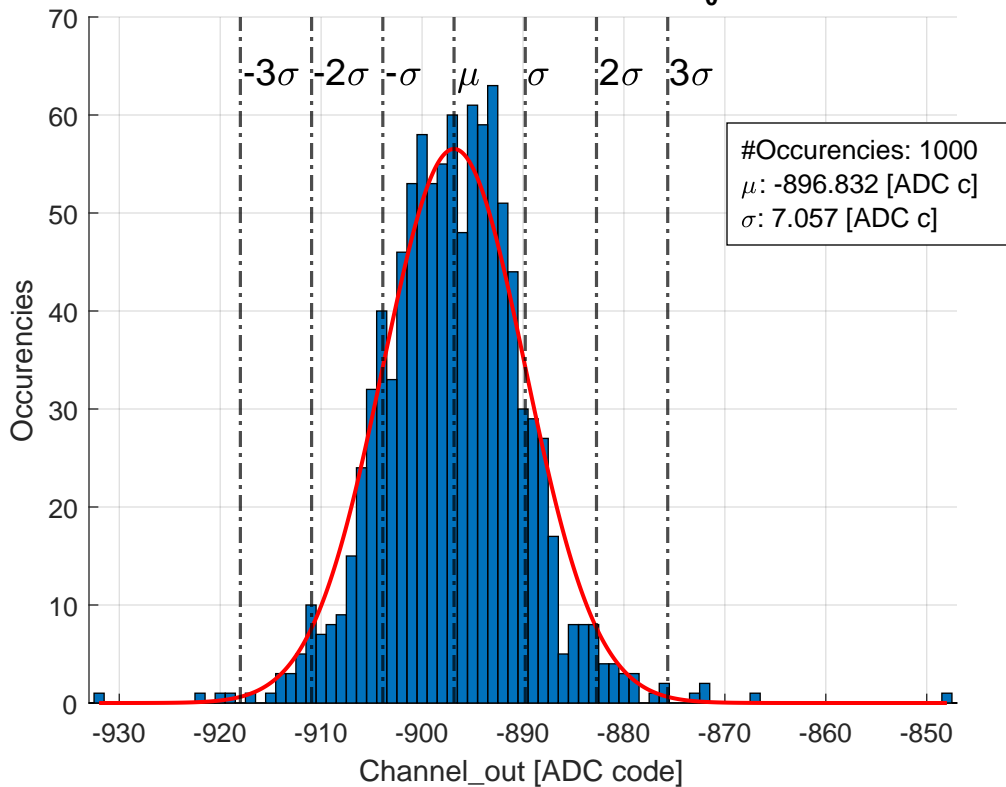 70
-3σ -2σ -σ μ σ 2σ 3σ
60
#Occurencies: 1000
μ: -896.832 [ADC c]
σ: 7.057 [ADC c]
50
40
30
20
10
0
Occurencies
-930 -920 -910 -900 -890 -880 -870 -860 -850
Channel_out [ADC code]